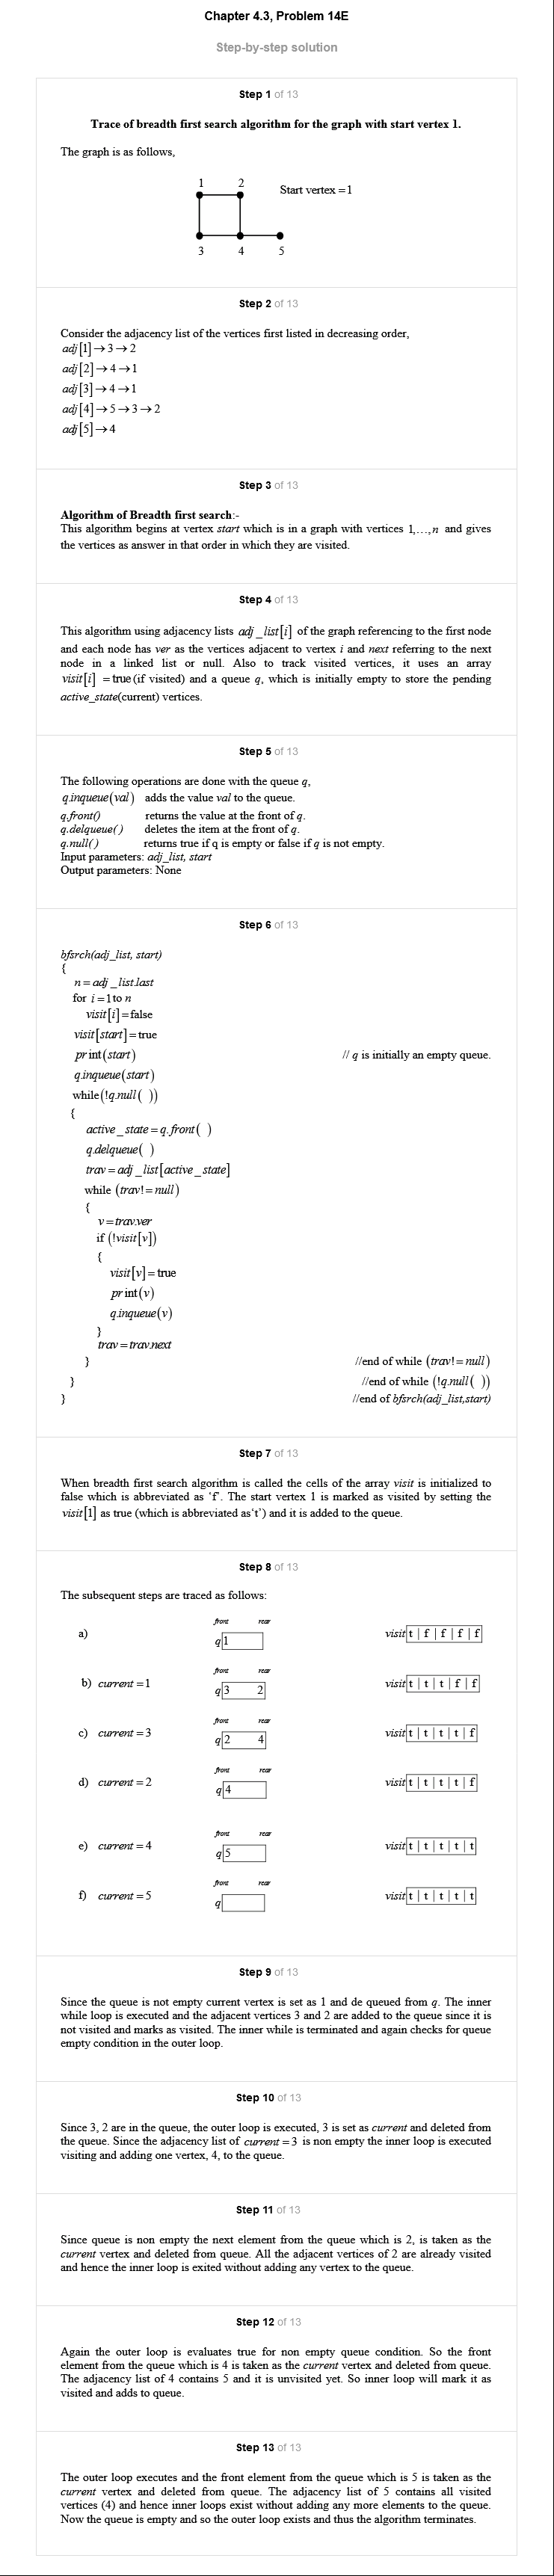 Chapter 4.3, Problem 14E
Step-by-step solution
Step 1 of 13
Trace of breadth first search algorithm for the graph with start vertex 1.
The graph is as follows,
1 2 Start vertex =1
3 4 5
Step 2 of 13
Consider the adjacency list of the vertices first listed in decreasing order,
adj[1]→3→2
adj[2]→4→1
adj[3]→4→1
adj[4]→5→3→2
adj[5]→4
Step 3 of 13
Algorithm of Breadth first search:-
This algorithm begins at vertex start which is in a graph with vertices 1,…,n and gives
the vertices as answer in that order in which they are visited.
Step 4 of 13
This algorithm using adjacency lists adj_list[i] of the graph referencing to the first node
and each node has ver as the vertices adjacent to vertex i and next referring to the next
node in a linked list or null. Also to track visited vertices, it uses an array
visit[i] =true(if visited) and a queue q, which is initially empty to store the pending
active_state(current) vertices.
Step 5 of 13
The following operations are done with the queue q,
q.inqueue(val) adds the value val to the queue.
q.front() returns the value at the front of q.
q.delqueue() deletes the item at the front of q.
q.null() returns true if q is empty or false if q is not empty.
Input parameters: adj_list, start
Output parameters: None
Step 6 of 13
bfsrch(adj_list, start)
{
n=adj_list.last
for i=1 to n
visit[i]=false
visit[start]=true
print(start) // q is initially an empty queue.
q.inqueue(start)
while(!q.null( ))
{
active_state=q.front( )
q.delqueue( )
trav=adj_list[active_state]
while (trav!=null)
{
v=trav.ver
if (!visit[v])
{
visit[v]=true
print(v)
q.inqueue(v)
}
trav=trav.next
} //end of while (trav!=null)
} //end of while (!q.null( ))
} //end of bfsrch(adj_list,start)
Step 7 of 13
When breadth first search algorithm is called the cells of the array visit is initialized to
false which is abbreviated as ‘f’. The start vertex 1 is marked as visited by setting the
visit[1] as true (which is abbreviated as‘t’) and it is added to the queue.
Step 8 of 13
The subsequent steps are traced as follows:
front rear
a) q 1 visit t | f | f | f | f
front rear
b) current=1 q 3 2 visit t | t | t | f | f
front rear
c) current=3 q 2 4 visit t | t | t | t | f
front rear
d) current=2 q 4 visit t | t | t | t | f
front rear
e) current=4 q 5 visit t | t | t | t | t
front rear
f) current=5 q visit t | t | t | t | t
Step 9 of 13
Since the queue is not empty current vertex is set as 1 and de queued from q. The inner
while loop is executed and the adjacent vertices 3 and 2 are added to the queue since it is
not visited and marks as visited. The inner while is terminated and again checks for queue
empty condition in the outer loop.
Step 10 of 13
Since 3, 2 are in the queue, the outer loop is executed, 3 is set as current and deleted from
the queue. Since the adjacency list of current=3 is non empty the inner loop is executed
visiting and adding one vertex, 4, to the queue.
Step 11 of 13
Since queue is non empty the next element from the queue which is 2, is taken as the
current vertex and deleted from queue. All the adjacent vertices of 2 are already visited
and hence the inner loop is exited without adding any vertex to the queue.
Step 12 of 13
Again the outer loop is evaluates true for non empty queue condition. So the front
element from the queue which is 4 is taken as the current vertex and deleted from queue.
The adjacency list of 4 contains 5 and it is unvisited yet. So inner loop will mark it as
visited and adds to queue.
Step 13 of 13
The outer loop executes and the front element from the queue which is 5 is taken as the
current vertex and deleted from queue. The adjacency list of 5 contains all visited
vertices (4) and hence inner loops exist without adding any more elements to the queue.
Now the queue is empty and so the outer loop exists and thus the algorithm terminates.